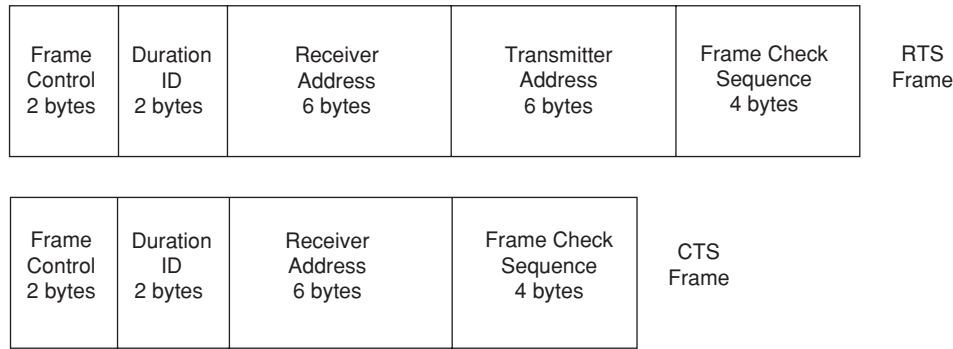 Frame
Control
2 bytes
Duration
ID
2 bytes
Receiver
Address
6 bytes
Transmitter
Address
6 bytes
Frame Check
Sequence
4 bytes
RTS
Frame
Frame
Control
2 bytes
Duration
ID
2 bytes
Receiver
Address
6 bytes
Frame Check
Sequence
4 bytes
CTS
Frame